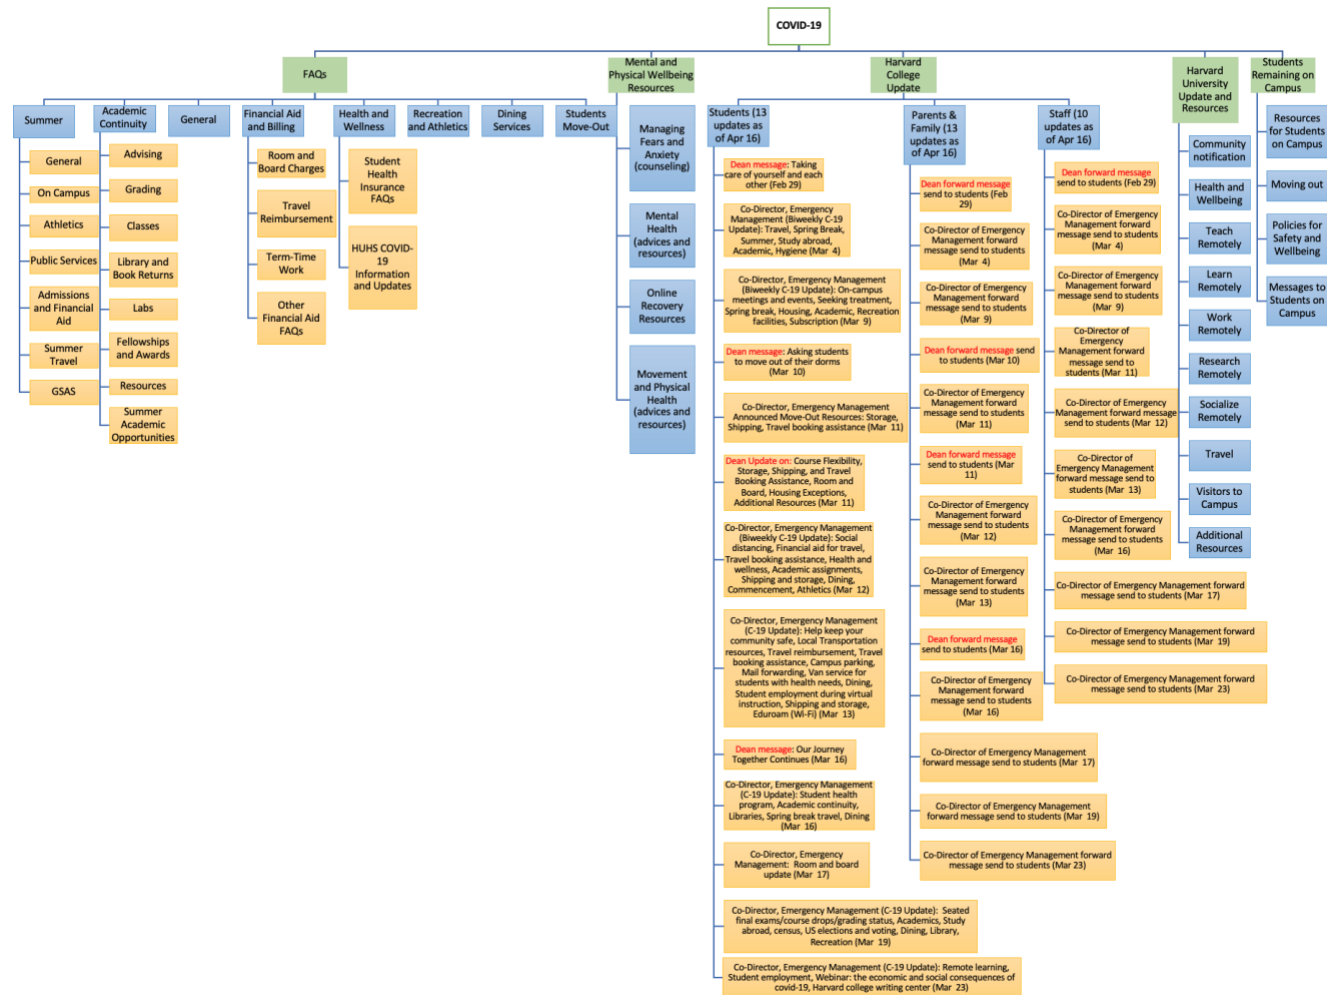 COVID-19
FAQs
Mental and
Physical Wellbeing
Resources
Harvard
College
Update
Harvard
University
Update and
Resources
Students
Remaining on
Campus
Summer
Academic
Continuity
General
Financial Aid
and Billing
Health and
Wellness
Recreation
and Athletics
Dining
Services
Students
Move-Out
General
On Campus
Athletics
Public Services
Admissions
and Financial
Aid
Summer
Travel
GSAS
Advising
Grading
Classes
Library and
Book Returns
Labs
Fellowships
and Awards
Resources
Summer
Academic
Opportunities
Room and
Board Charges
Travel
Reimbursement
Term-Time
Work
Other
Financial Aid
FAQs
Student
Health
Insurance
FAQs
HUHS COVID-
19
Information
and Updates
Managing
Fears and
Anxiety
(counseling)
Mental
Health
(advices and
resources)
Online
Recovery
Resources
Movement
and Physical
Health
(advices and
resources)
Students (13
updates as
of Apr 16)
Dean message: Taking
care of yourself and each
other (Feb 29)
Co-Director, Emergency
Management (Biweekly C-19
Update): Travel, Spring Break,
Summer, Study abroad,
Academic, Hygiene (Mar 4)
Co-Director, Emergency Management
(Biweekly C-19 Update): On-campus
meetings and events, Seeking treatment,
Spring break, Housing, Academic, Recreation
facilities, Subscription (Mar 9)
Dean message: Asking students
to move out of their dorms
(Mar 10)
Co-Director, Emergency Management
Announced Move-Out Resources: Storage,
Shipping, Travel booking assistance (Mar 11)
Dean Update on: Course Flexibility,
Storage, Shipping, and Travel
Booking Assistance, Room and
Board, Housing Exceptions,
Additional Resources (Mar 11)
Co-Director, Emergency Management
(Biweekly C-19 Update): Social
distancing, Financial aid for travel,
Travel booking assistance, Health and
wellness, Academic assignments,
Shipping and storage, Dining,
Commencement, Athletics (Mar 12)
Co-Director, Emergency Management
(C-19 Update): Help keep your
community safe, Local Transportation
resources, Travel reimbursement, Travel
booking assistance, Campus parking,
Mail forwarding, Van service for
students with health needs, Dining,
Student employment during virtual
instruction, Shipping and storage,
Eduroam (Wi-Fi) (Mar 13)
Dean message: Our Journey
Together Continues (Mar 16)
Co-Director, Emergency Management
(C-19 Update): Student health
program, Academic continuity,
Libraries, Spring break travel, Dining
(Mar 16)
Co-Director, Emergency
Management: Room and board
update (Mar 17)
Co-Director, Emergency Management (C-19 Update): Seated
final exams/course drops/grading status, Academics, Study
abroad, census, US elections and voting, Dining, Library,
Recreation (Mar 19)
Co-Director, Emergency Management (C-19 Update): Remote learning,
Student employment, Webinar: the economic and social consequences of
covid-19, Harvard college writing center (Mar 23)
Parents &
Family (13
updates as
of Apr 16)
Dean forward message
send to students (Feb
29)
Co-Director of Emergency
Management forward
message send to students
(Mar 4)
Co-Director of Emergency
Management forward
message send to students
(Mar 9)
Dean forward message send
to students (Mar 10)
Co-Director of Emergency
Management forward
message send to students
(Mar 11)
Dean forward message
send to students (Mar
11)
Co-Director of Emergency
Management forward
message send to students
(Mar 12)
Co-Director of Emergency
Management forward
message send to students
(Mar 13)
Dean forward message
send to students (Mar 16)
Co-Director of Emergency
Management forward
message send to students
(Mar 16)
Co-Director of Emergency Management
forward message send to students (Mar 17)
Co-Director of Emergency Management
forward message send to students (Mar 19)
Co-Director of Emergency Management forward
message send to students (Mar 23)
Staff (10
updates as
of Apr 16)
Dean forward message
send to students (Feb 29)
Co-Director of Emergency
Management forward
message send to students
(Mar 4)
Co-Director of Emergency
Management forward
message send to students
(Mar 9)
Co-Director of
Emergency
Management forward
message send to students
(Mar 11)
Co-Director of Emergency
Management forward message
send to students (Mar 12)
Co-Director of
Emergency Management
forward message send to
students (Mar 13)
Co-Director of Emergency
Management forward
message send to students
(Mar 16)
Co-Director of Emergency Management forward
message send to students (Mar 17)
Co-Director of Emergency Management forward
message send to students (Mar 19)
Co-Director of Emergency Management forward
message send to students (Mar 23)
Community
notification
Health and
Wellbeing
Teach
Remotely
Learn
Remotely
Work
Remotely
Research
Remotely
Socialize
Remotely
Travel
Visitors to
Campus
Additional
Resources
Resources
for Students
on Campus
Moving out
Policies for
Safety and
Wellbeing
Messages to
Students on
Campus